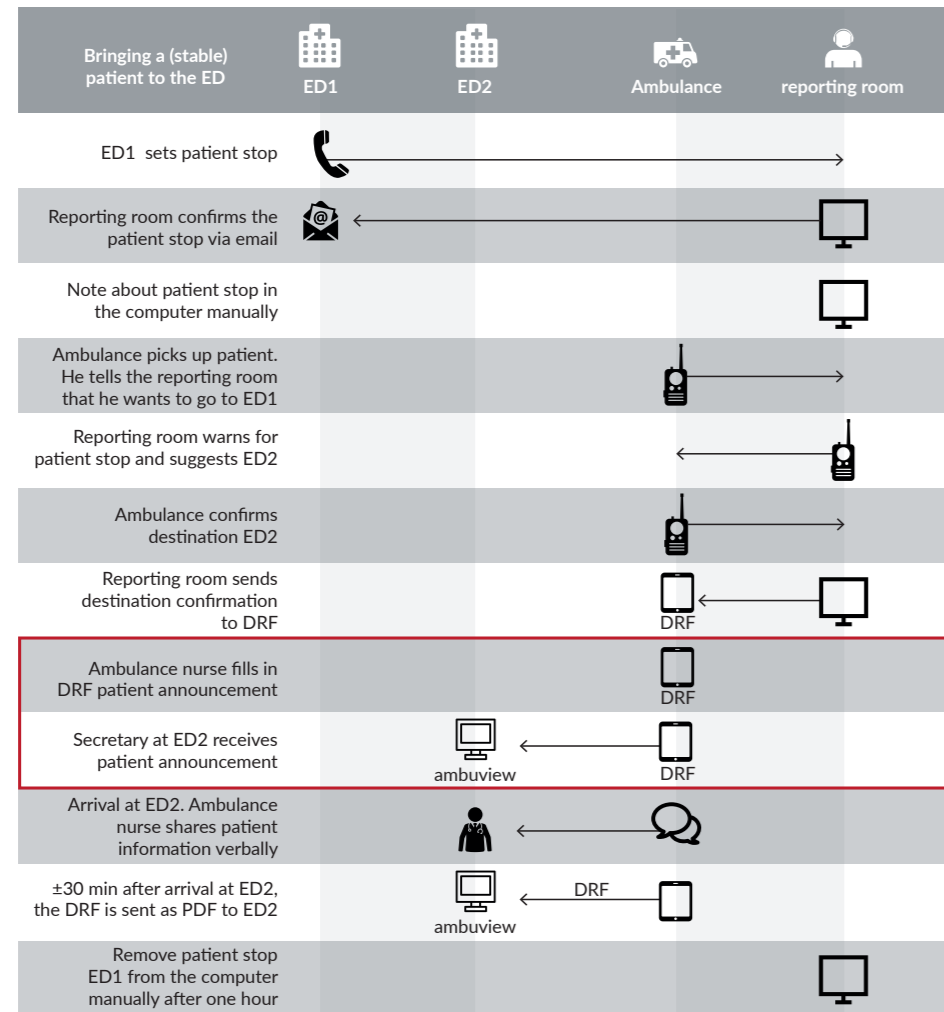 Bringing a (stable)
patient to the ED
ED1
ED2
Ambulance
reporting room
ED1 sets patient stop
Reporting room confirms the
patient stop via email
@
Note about patient stop in
the computer manually
Ambulance picks up patient.
He tells the reporting room
that he wants to go to ED1
Reporting room warns for
patient stop and suggests ED2
Ambulance confirms
destination ED2
Reporting room sends
destination confirmation
to DRF
DRF
Ambulance nurse fills in
DRF patient announcement
DRF
Secretary at ED2 receives
patient announcement
ambuview
DRF
Arrival at ED2. Ambulance
nurse shares patient
information verbally
±30 min after arrival at ED2,
the DRF is sent as PDF to ED2
ambuview
DRF
Remove patient stop
ED1 from the computer
manually after one hour